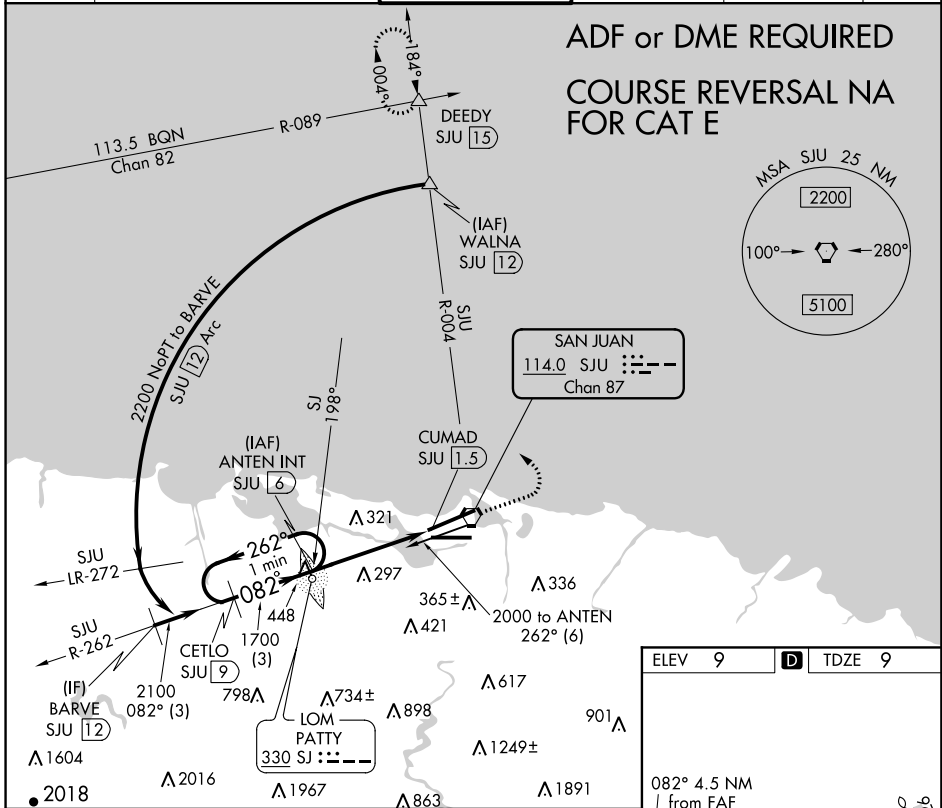 ADF or DME REQUIRED
COURSE REVERSAL NA
FOR CAT E
184°
004°
DEEDY
SJU 15
R-089
113.5 BQN
Chan 82
MSA SJU 25 NM
2200
100°
280°
5100
(IAF)
WALNA
SJU 12
2200 NoPT to BARVE
SJU 12 Arc
SJU
R-004
SAN JUAN
114.0 SJU
Chan 87
SJ
198°
(IAF)
ANTEN INT
SJU 6
CUMAD
SJU 1.5
321
262°
1 min
082°
SJU
LR-272
297
336
448
365±
2000 to ANTEN
262° (6)
421
SJU
R-262
CETLO
SJU 9
1700
(3)
(IF)
BARVE
SJU 12
2100
082° (3)
798
734±
617
898
901
LOM
PATTY
330 SJ
1249±
1604
2016
1967
1891
2018
863
ELEV 9
D
TDZE 9
082° 4.5 NM
from FAF